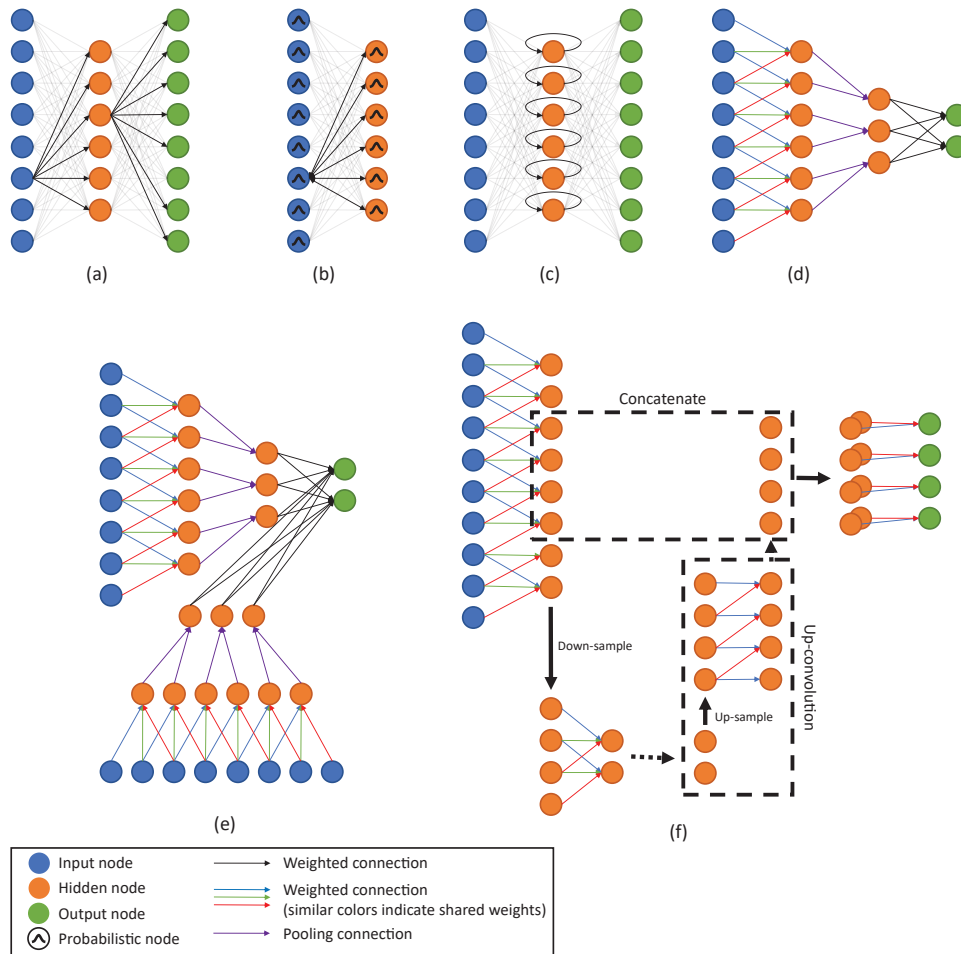 (a)
(b)
(c)
(d)
Concatenate
Down-sample
Up-sample
Up-convolution
(e)
(f)
Input node
Hidden node
Output node
Probabilistic node
Weighted connection
Weighted connection
(similar colors indicate shared weights)
Pooling connection